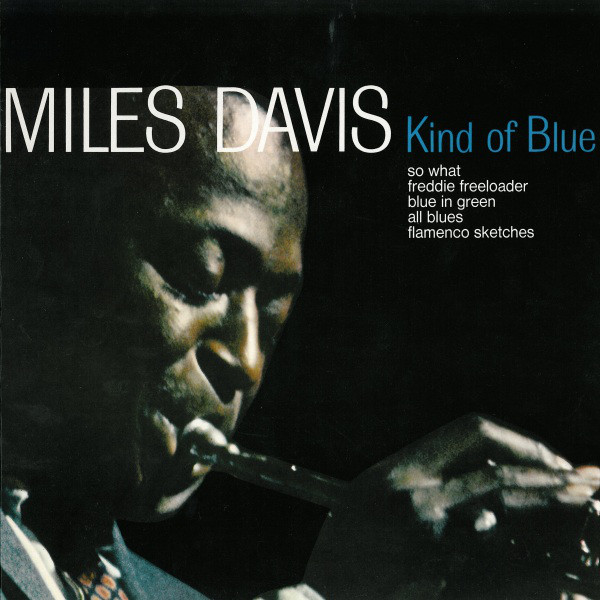 MILES DAVIS Kind of Blue
so what
freddie freeloader
blue in green
all blues
flamenco sketches